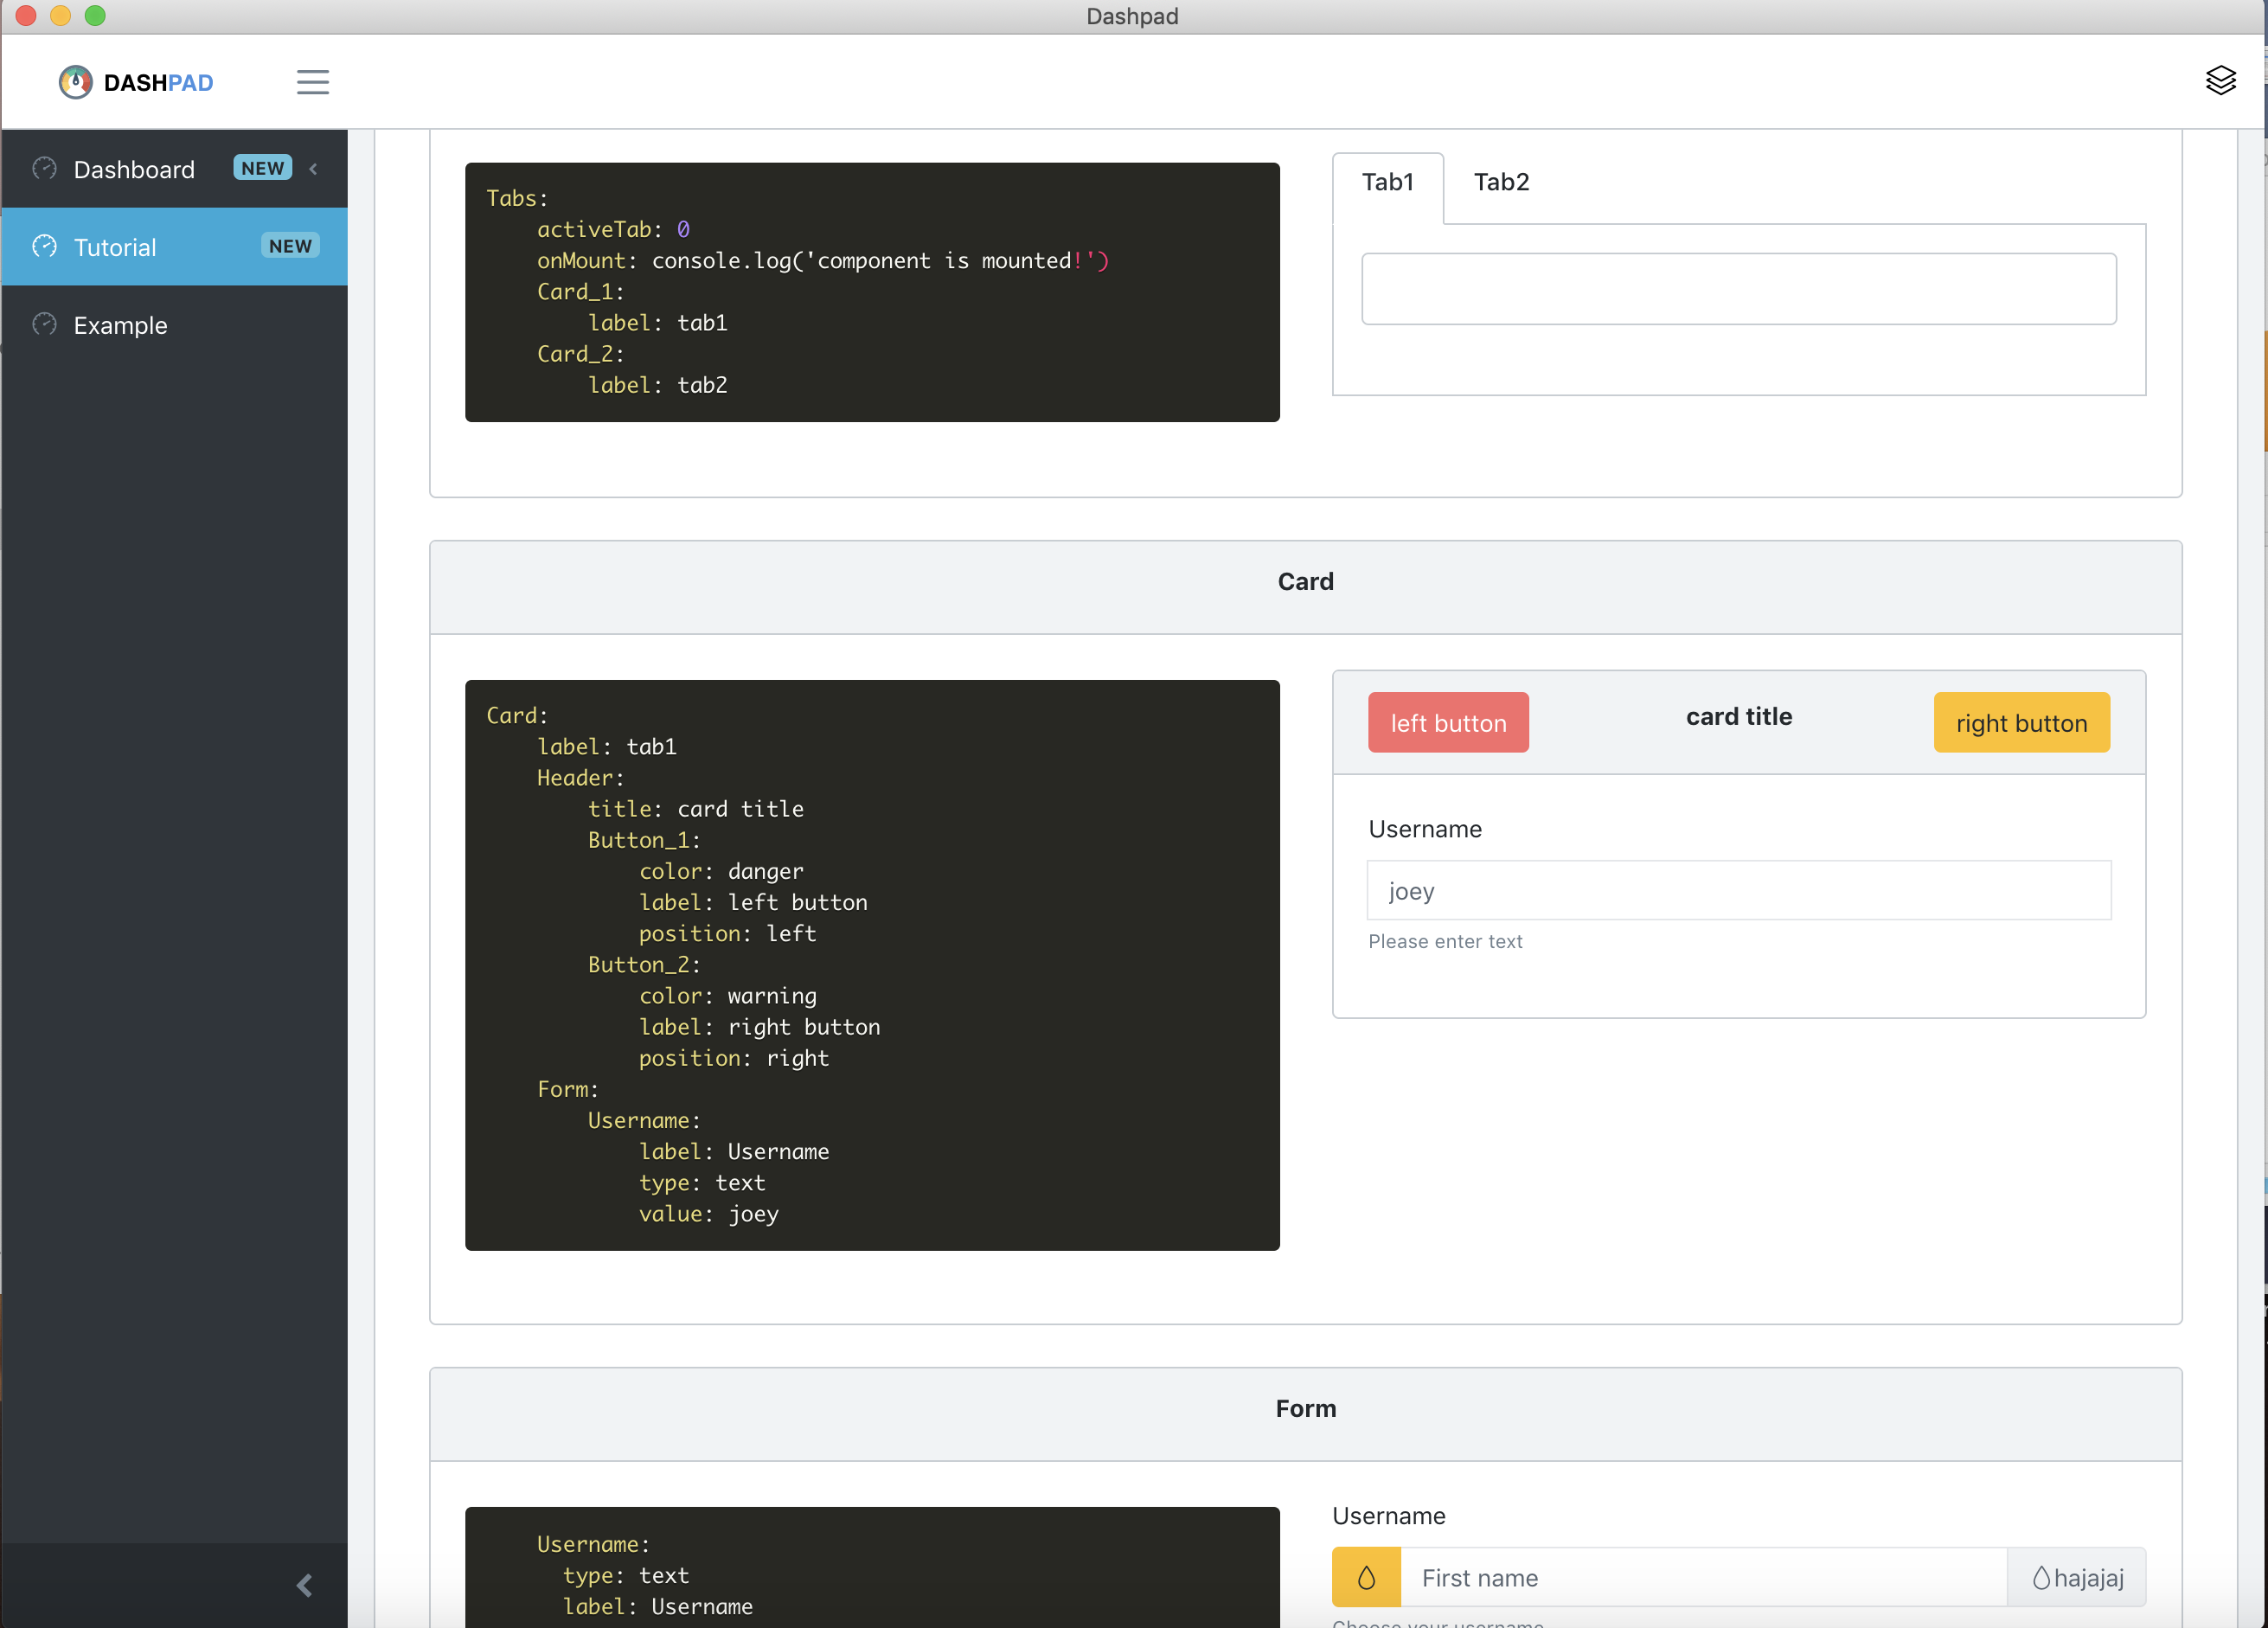 Dashpad
DASHPAD
Dashboard NEW
Tutorial NEW
Example
Tabs:
activeTab: 0
onMount: console.log('component is mounted!')
Card_1:
label: tab1
Card_2:
label: tab2
Tab1 Tab2
Card
Card:
label: tab1
Header:
title: card title
Button_1:
color: danger
label: left button
position: left
Button_2:
color: warning
label: right button
position: right
Form:
Username:
label: Username
type: text
value: joey
left button card title right button
Username
joey
Please enter text
Form
Username:
type: text
label: Username
Username
First name hajajaj
Choose your username